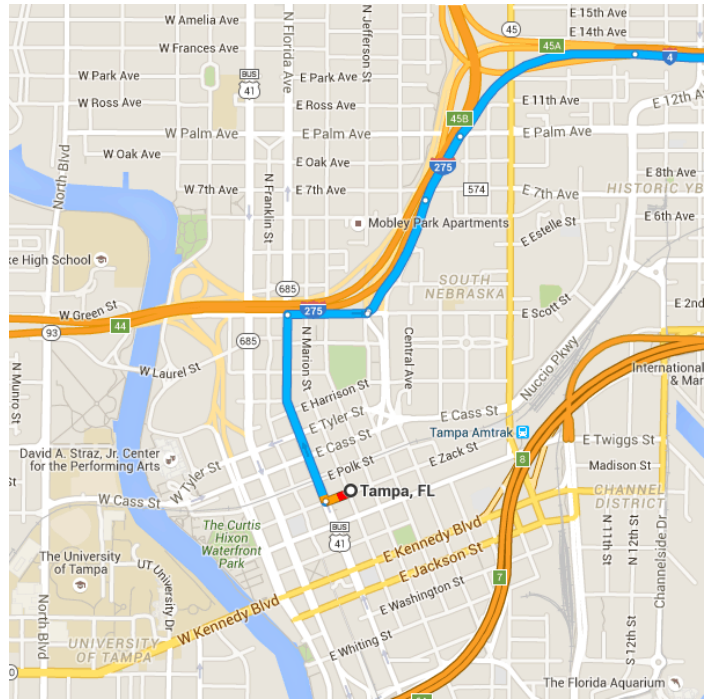 W Amelia Ave
W Frances Ave
N Florida Ave
N Jefferson St
E 15th Ave
E 14th Ave
45
45A
4
W Park Ave
BUS
41
E Park Ave
W Ross Ave
E Ross Ave
E 11th Ave
E 12th Ave
45B
W Palm Ave
E Palm Ave
E Palm Ave
North Blvd
W Oak Ave
E Oak Ave
275
W 7th Ave
E 7th Ave
574
E 7th Ave
E 8th Ave
HISTORIC YB
E 6th Ave
N Franklin St
Mobley Park Apartments
E Estelle St
ke High School
685
SOUTH
NEBRASKA
E 2nd
W Green St
93
44
275
E Scott St
685
N Marion St
Central Ave
Nuccio Pkwy
W Laurel St
N Munro St
International
& Mar
E Harrison St
E Tyler St
E Cass St
E Cass St
Tampa Amtrak
E Twiggs St
David A. Straz, Jr. Center
for the Performing Arts
W Tyler St
E Polk St
E Zack St
8
Madison St
Tampa, FL
W Cass St
CHANNEL
DISTRICT
The Curtis
Hixon
Waterfront
Park
BUS
41
E Kennedy Blvd
N 11th St
N 12th St
Channelside Dr
The University
of Tampa
UT University Dr
E Jackson St
7
North Blvd
W Kennedy Blvd
E Washington St
UNIVERSITY
OF TAMPA
E Whiting St
S 12th St
The Florida Aquarium